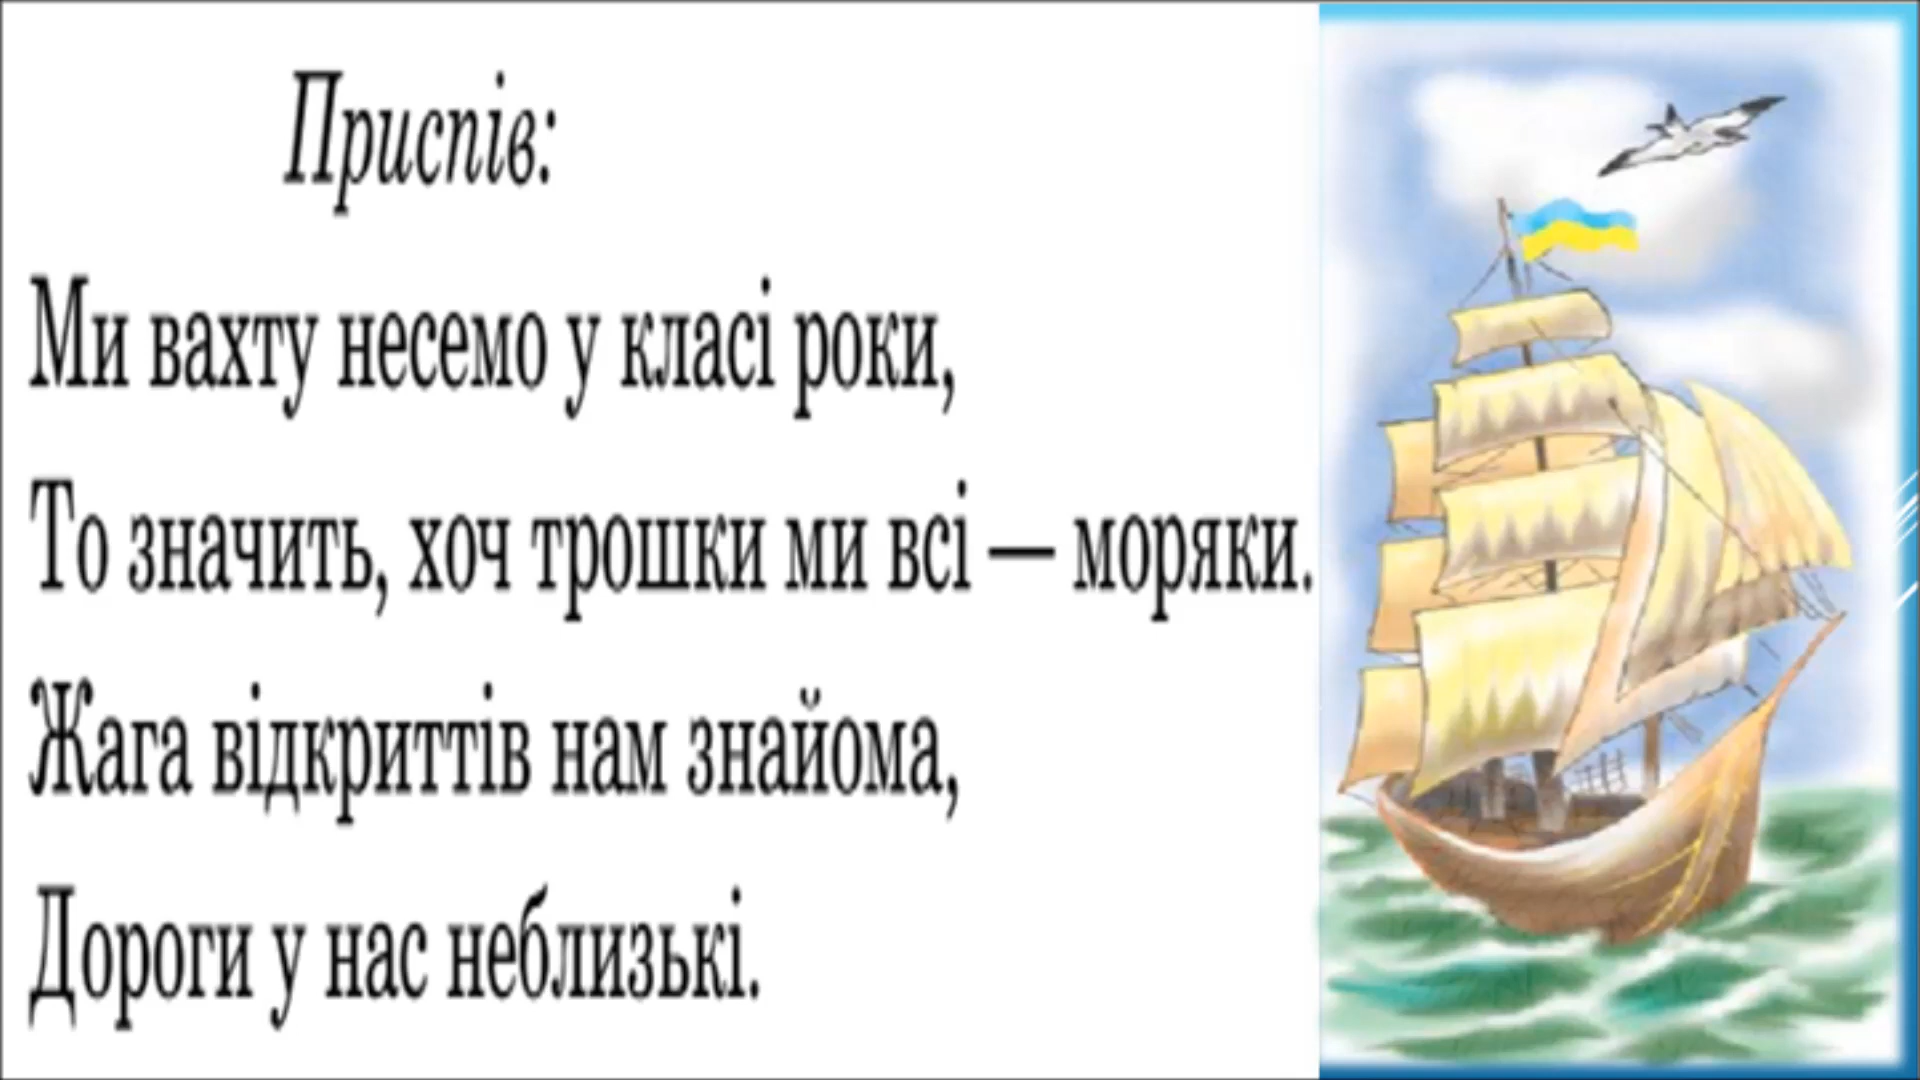 Приспів:
Ми вахту несемо у класі роки,
То значить, хоч трошки ми всі — моряки.
Жага відкриттів нам знайома,
Дороги у нас неблизькі.